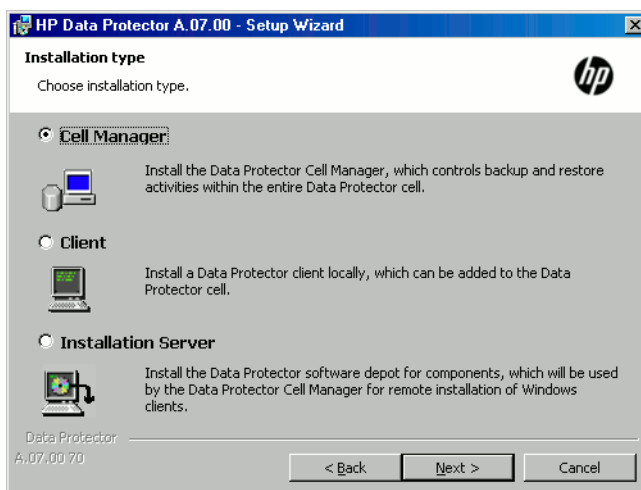 HP Data Protector A.07.00 - Setup Wizard
Installation type
Choose installation type.
hp
Cell Manager
Install the Data Protector Cell Manager, which controls backup and restore
activities within the entire Data Protector cell.
Client
Install a Data Protector client locally, which can be added to the Data
Protector cell.
Installation Server
Install the Data Protector software depot for components, which will be used
by the Data Protector Cell Manager for remote installation of Windows
clients.
Data Protector
A.07.00 70
< Back Next > Cancel